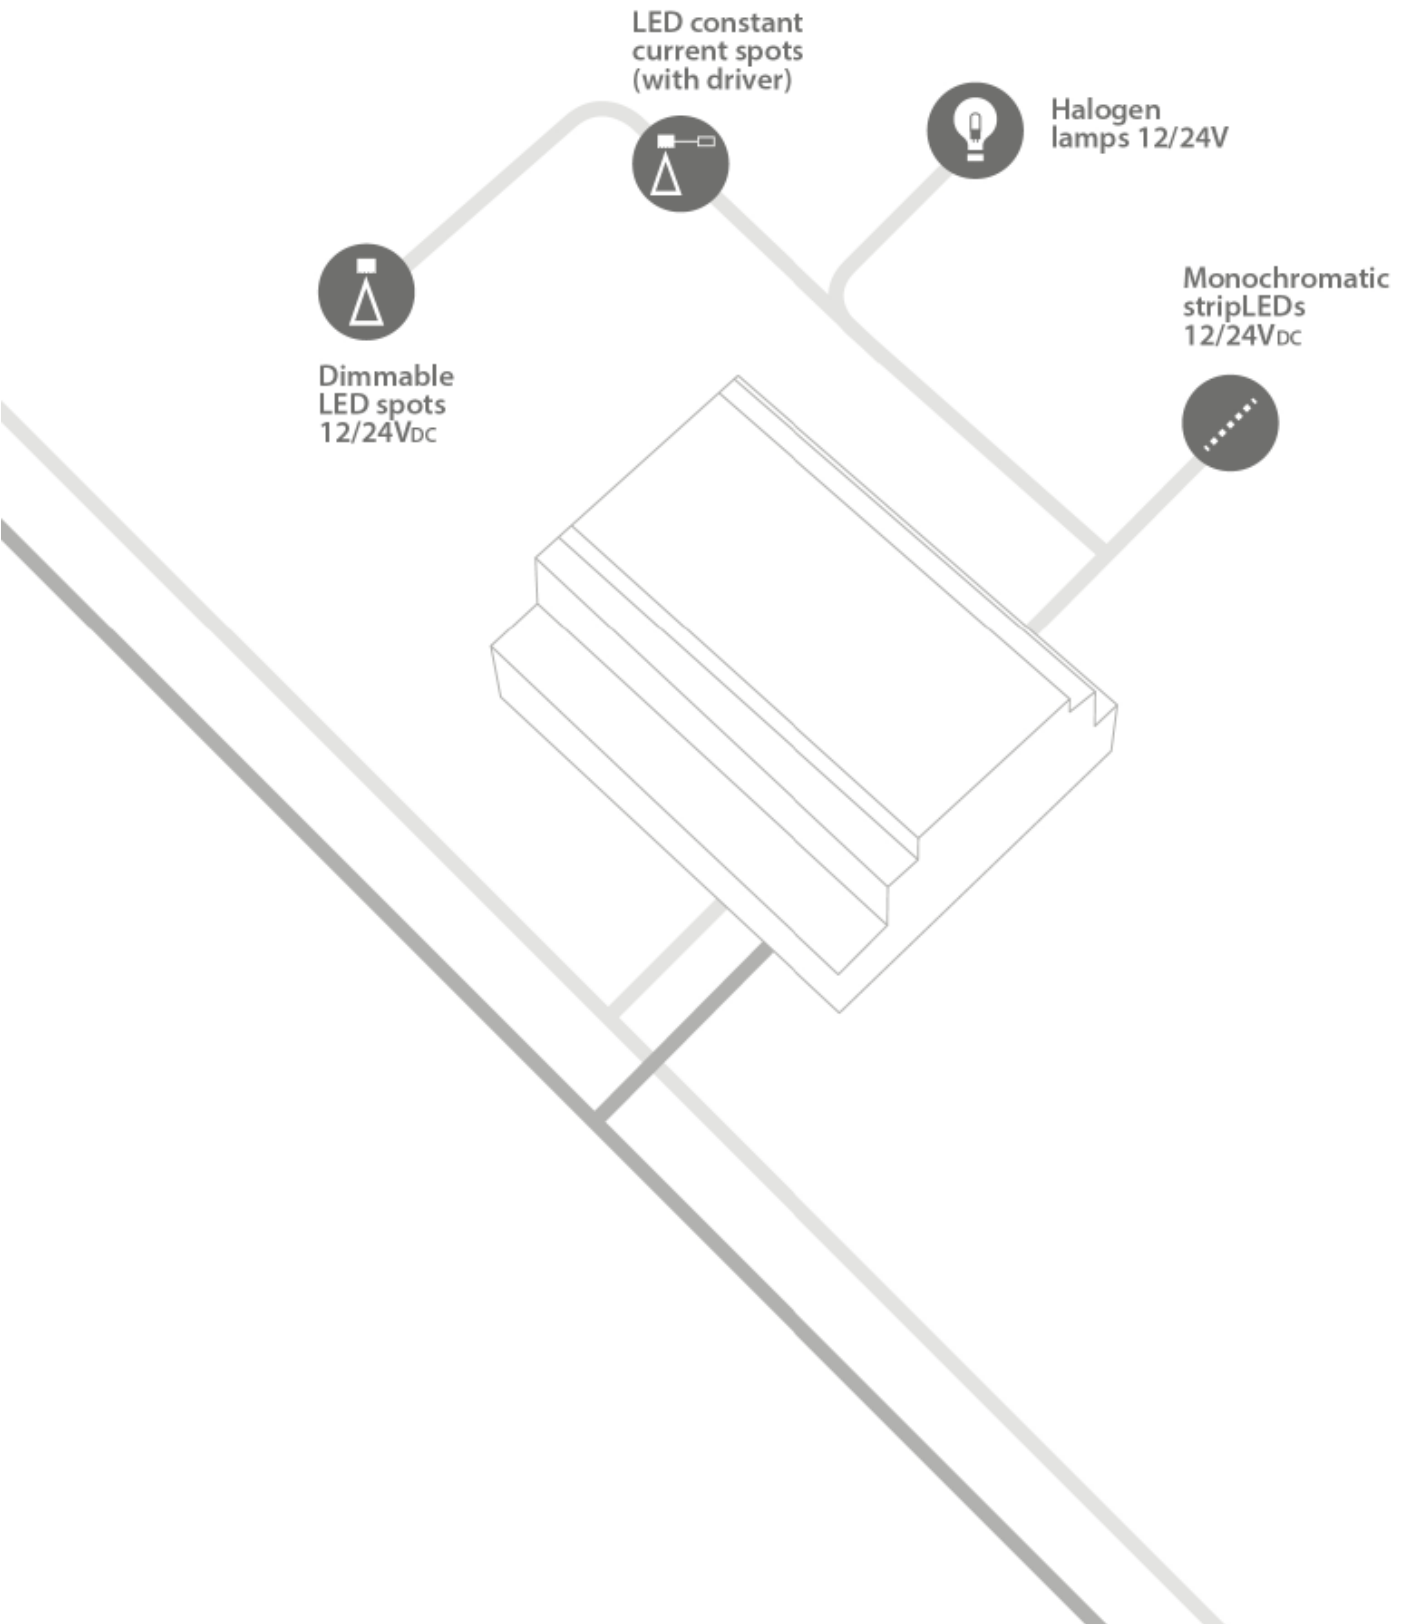 LED constant
current spots
(with driver)
Halogen
lamps 12/24V
Monochromatic
stripLEDs
12/24VDC
Dimmable
LED spots
12/24VDC